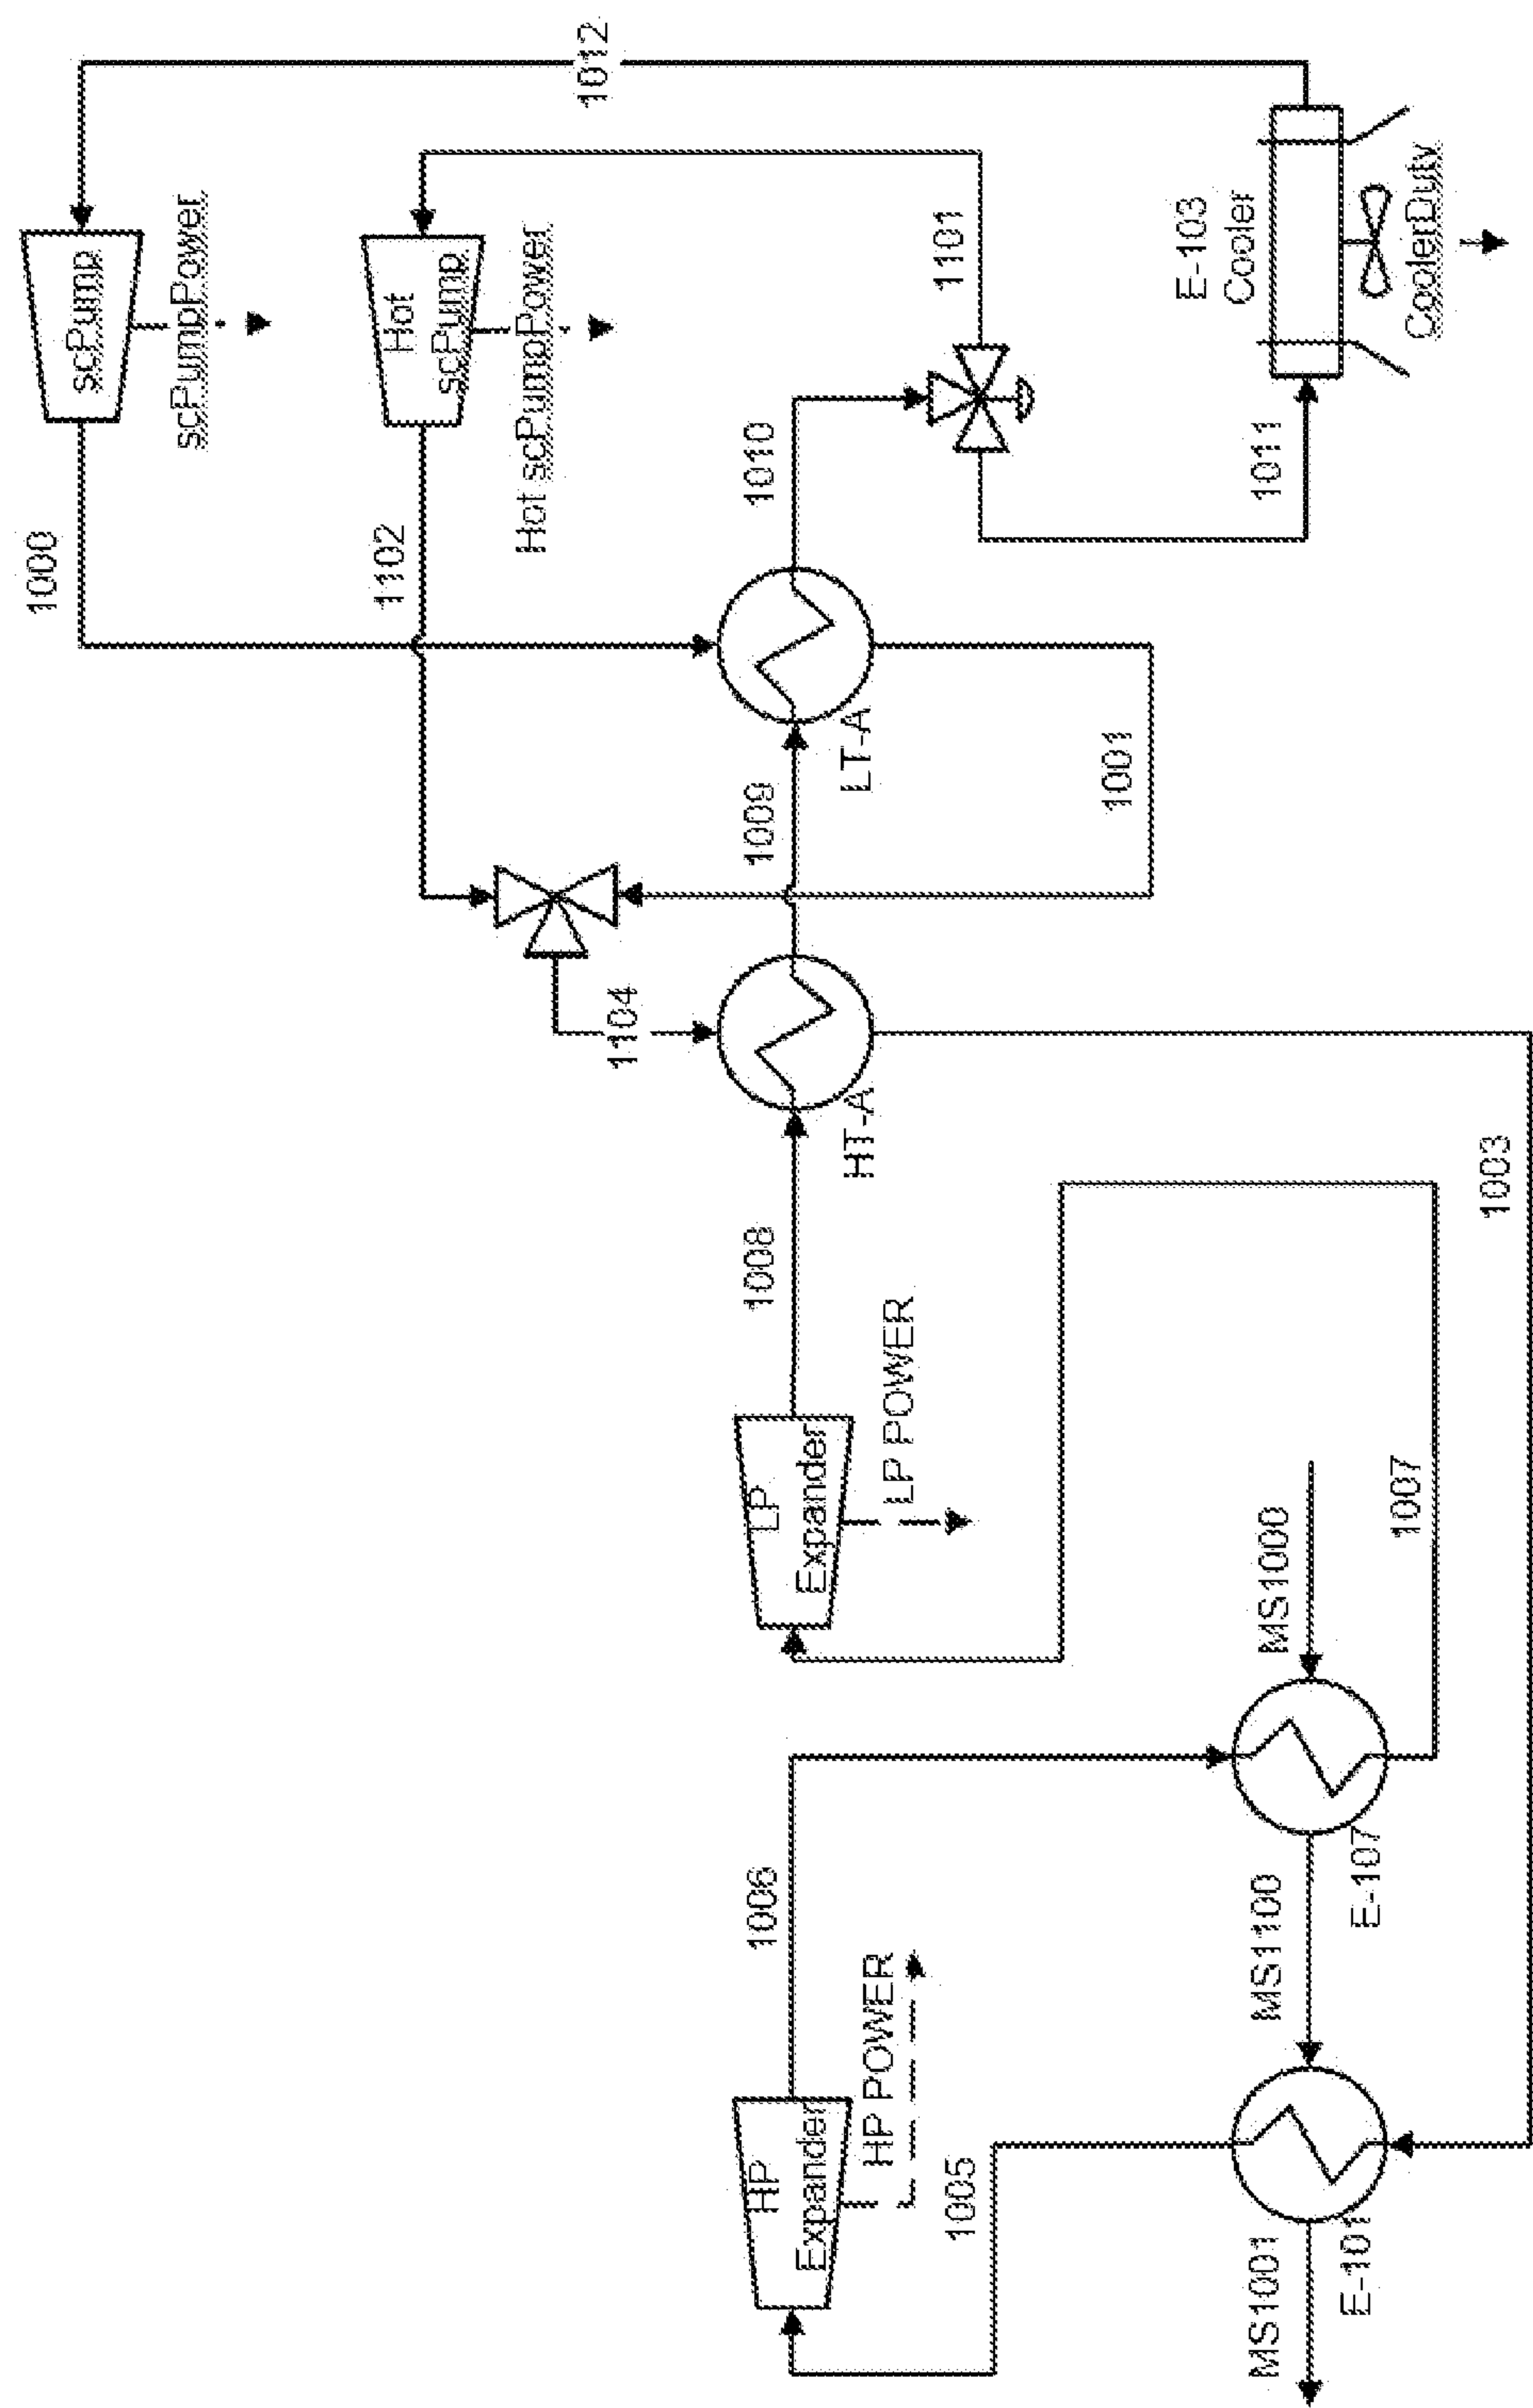 1012
scPump
scPumpPower
1000
Hot
scPump
Hot scPumpPower
1102
1101
E-103
Cooler
CoolerDuty
1010
1011
LT-A
1009
1001
1104
HT-A
1008
1003
LP
Expander
LP POWER
1007
MS1000
E-107
1006
MS1100
HP
Expander
HP POWER
1005
E-101
MS1001